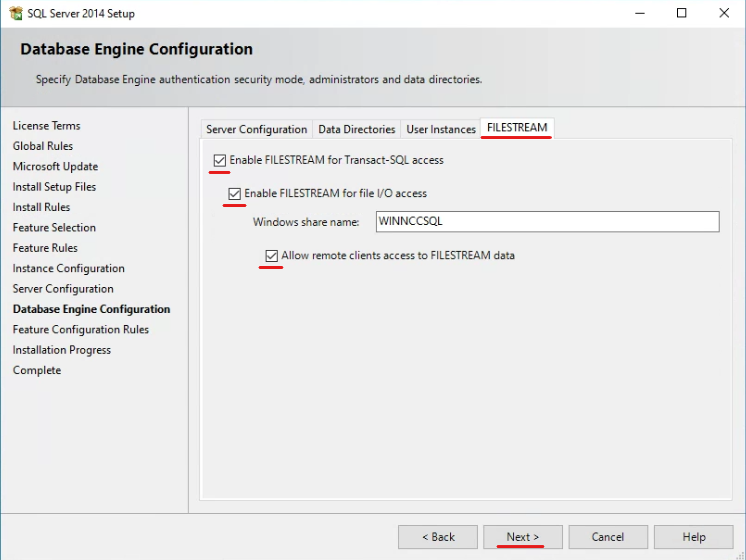 SQL Server 2014 Setup
Database Engine Configuration
Specify Database Engine authentication security mode, administrators and data directories.
License Terms
Global Rules
Microsoft Update
Install Setup Files
Install Rules
Feature Selection
Feature Rules
Instance Configuration
Server Configuration
Database Engine Configuration
Feature Configuration Rules
Installation Progress
Complete
Server Configuration Data Directories User Instances FILESTREAM
Enable FILESTREAM for Transact-SQL access
Enable FILESTREAM for file I/O access
Windows share name: WINNCCSQL
Allow remote clients access to FILESTREAM data
< Back Next > Cancel Help